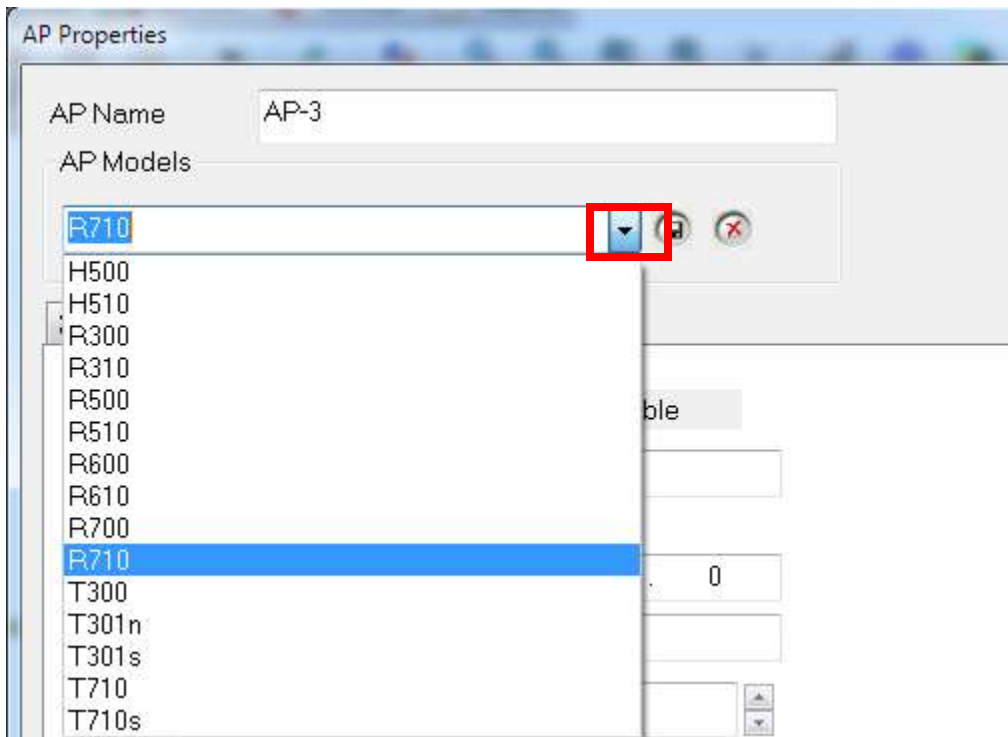 AP Properties
AP Name
AP-3
AP Models
R710
H500
H510
R300
R310
R500
ble
R510
R600
R610
R700
R710
. 0
T300
T301n
T301s
T710
T710s